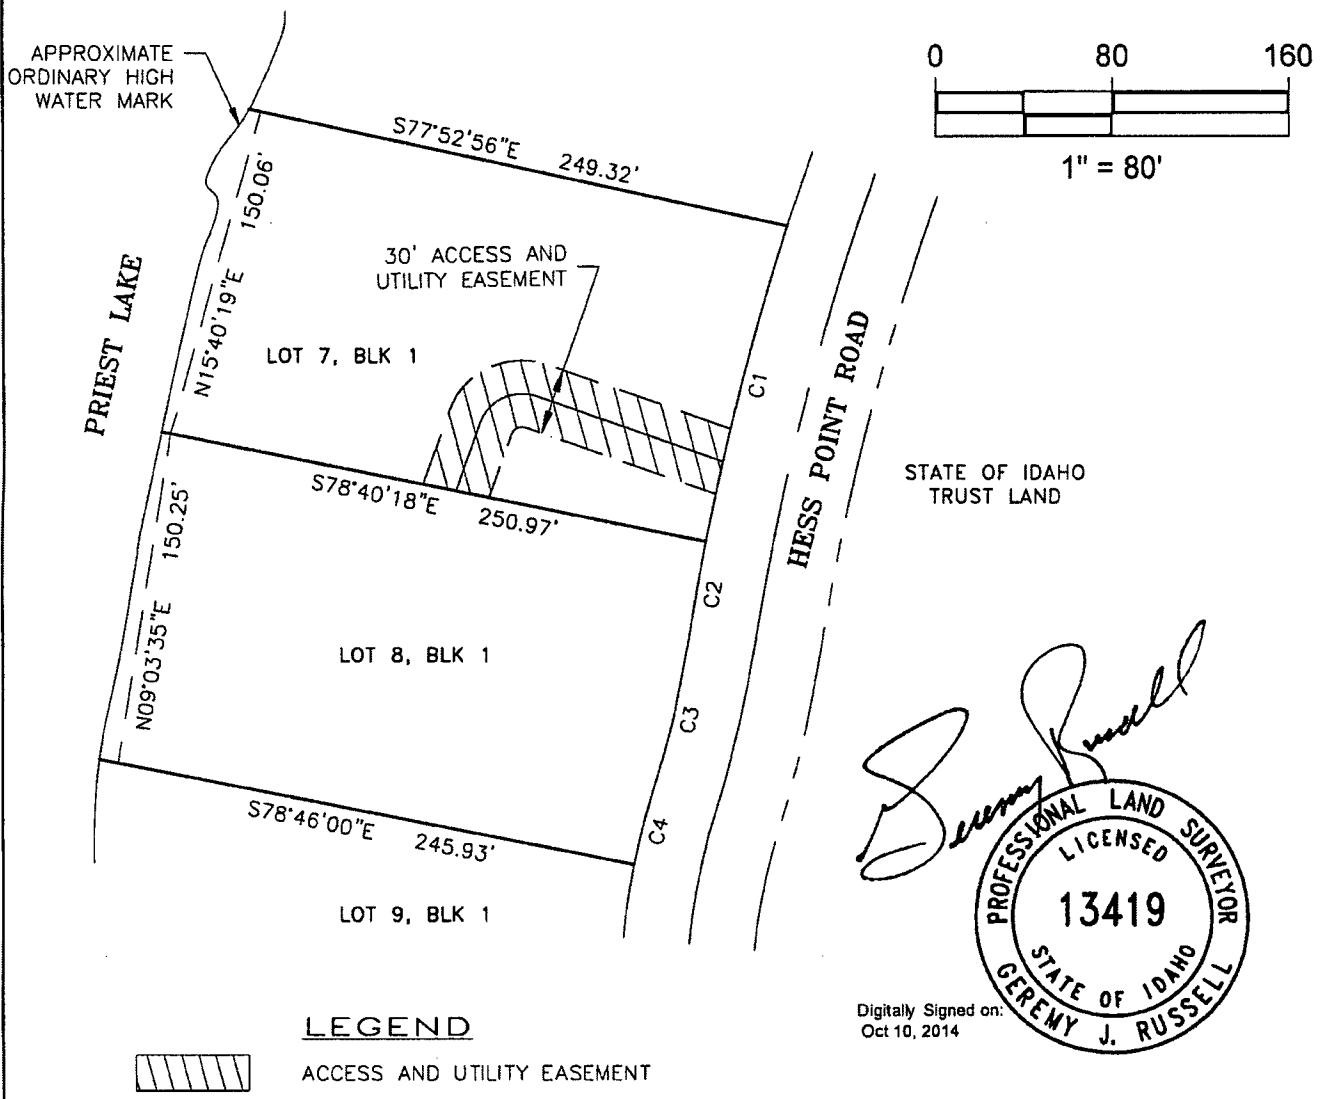 APPROXIMATE
ORDINARY HIGH
WATER MARK
0 80 160
1" = 80'
S77°52'56"E 249.32'
150.06'
N15°40'19"E
30' ACCESS AND
UTILITY EASEMENT
PRIEST LAKE
LOT 7, BLK 1
C1
HESS POINT ROAD
STATE OF IDAHO
TRUST LAND
S78°40'18"E 250.97'
150.25'
N09°03'35"E
C2
LOT 8, BLK 1
C3
C4
S78°46'00"E 245.93'
LOT 9, BLK 1
Geremy Russell
PROFESSIONAL LAND SURVEYOR
LICENSED
13419
STATE OF IDAHO
GEREMY J. RUSSELL
Digitally Signed on:
Oct 10, 2014
LEGEND
ACCESS AND UTILITY EASEMENT